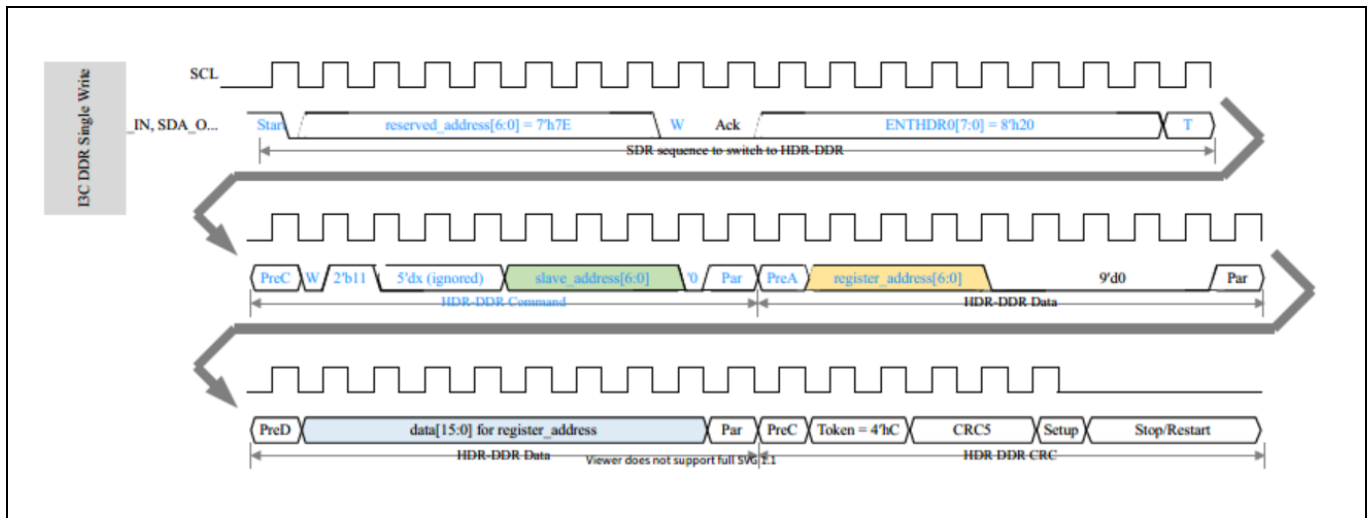 I3C DDR Single Write
SCL
_IN, SDA_O...
Start reserved_address[6:0] = 7'h7E W Ack ENTHDR0[7:0] = 8'h20 T
SDR sequence to switch to HDR-DDR
PreC W 2'b11 5'dx (ignored) slave_address[6:0] '0 Par PreA register_address[6:0] 9'd0 Par
HDR-DDR Command HDR-DDR Data
PreD data[15:0] for register_address Par PreC Token = 4'hC CRC5 Setup Stop/Restart
HDR-DDR Data HDR DDR CRC
Viewer does not support full SVG 1.1